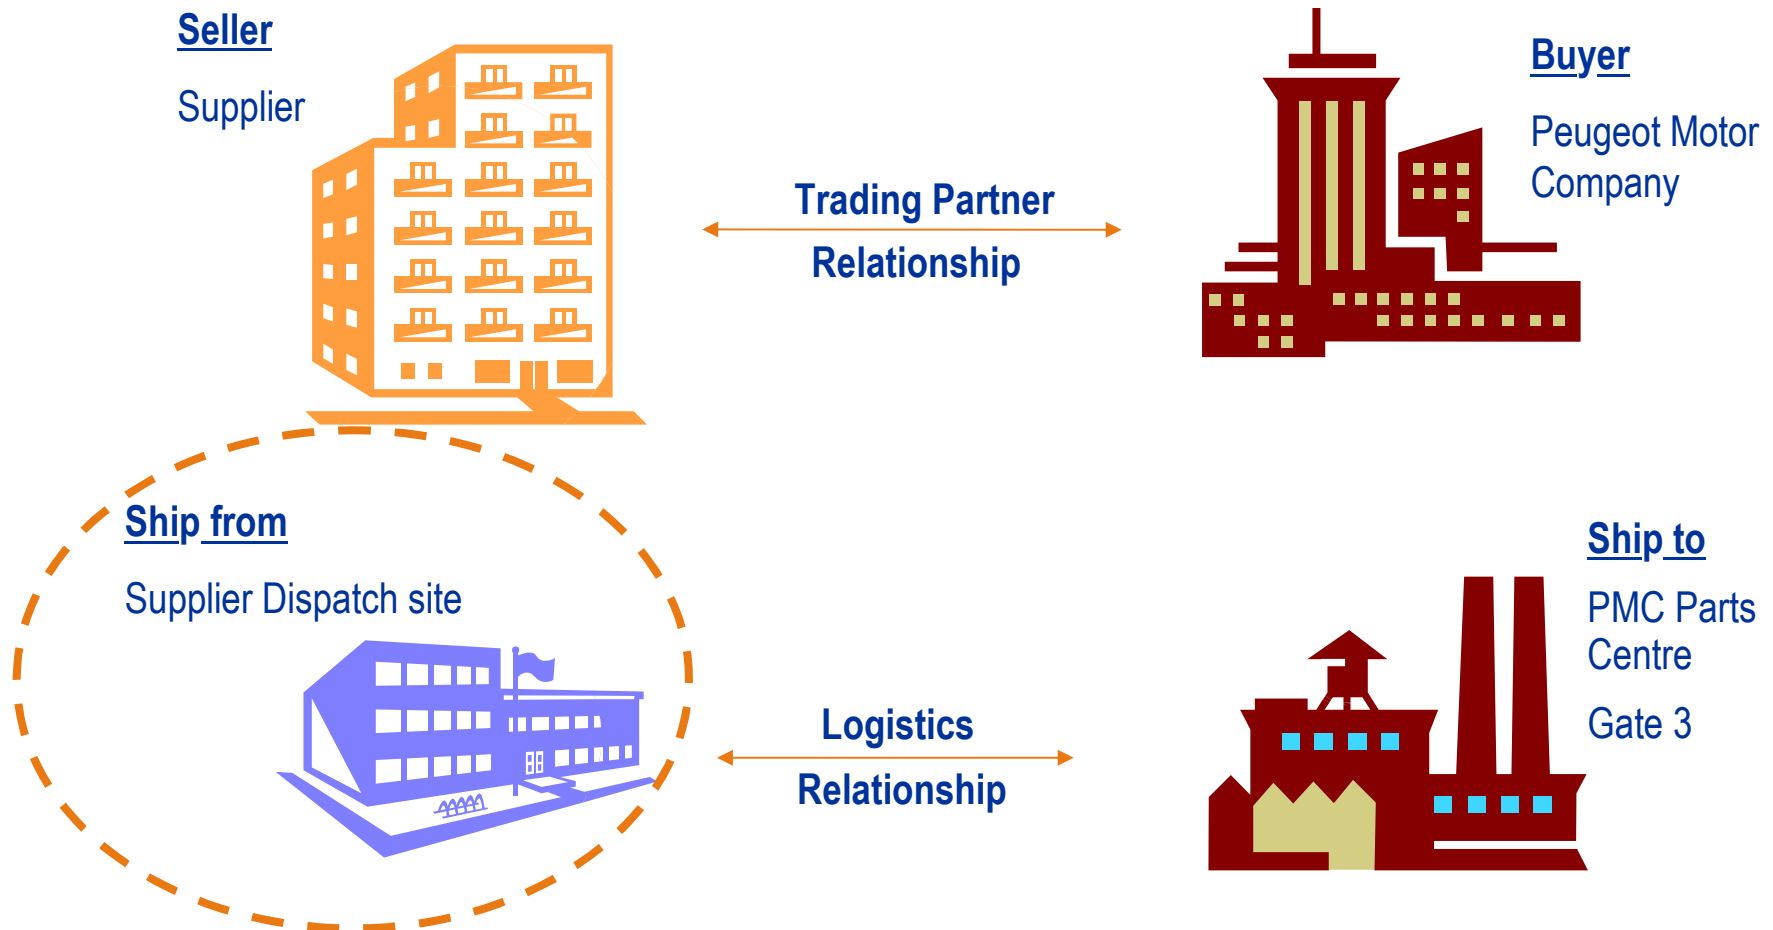 Seller
Supplier
Buyer
Peugeot Motor
Company
Trading Partner
Relationship
Ship from
Supplier Dispatch site
Ship to
PMC Parts
Centre
Gate 3
Logistics
Relationship